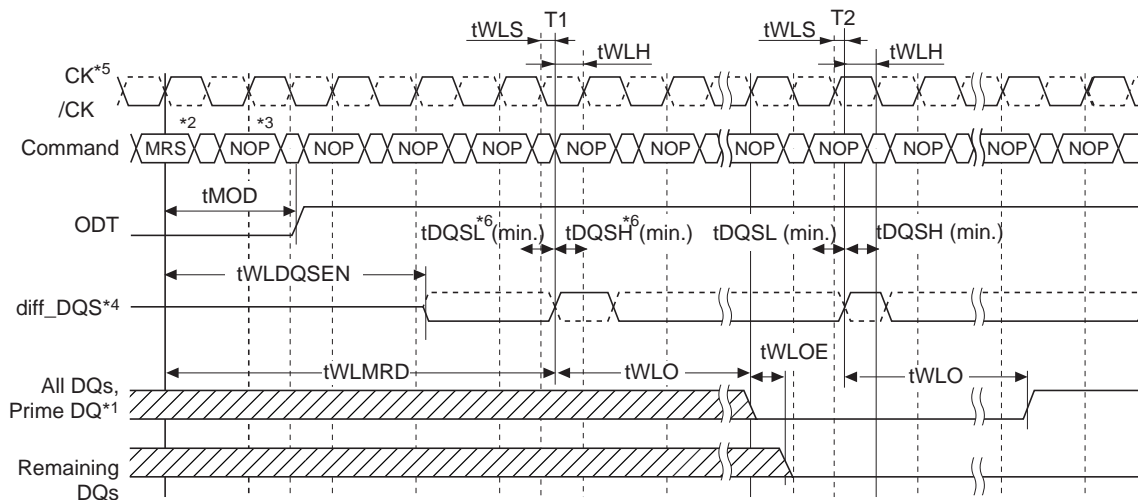 T1 T2
tWLS tWLS
tWLH tWLH
CK*5
/CK
*2 *3
Command MRS NOP NOP NOP NOP NOP NOP NOP NOP NOP NOP NOP
tMOD
ODT
tDQSL*6(min.) tDQSH*6(min.) tDQSL (min.) tDQSH (min.)
tWLDQSEN
diff_DQS*4
tWLOE
tWLMRD tWLO tWLO
All DQs,
Prime DQ*1
Remaining
DQs